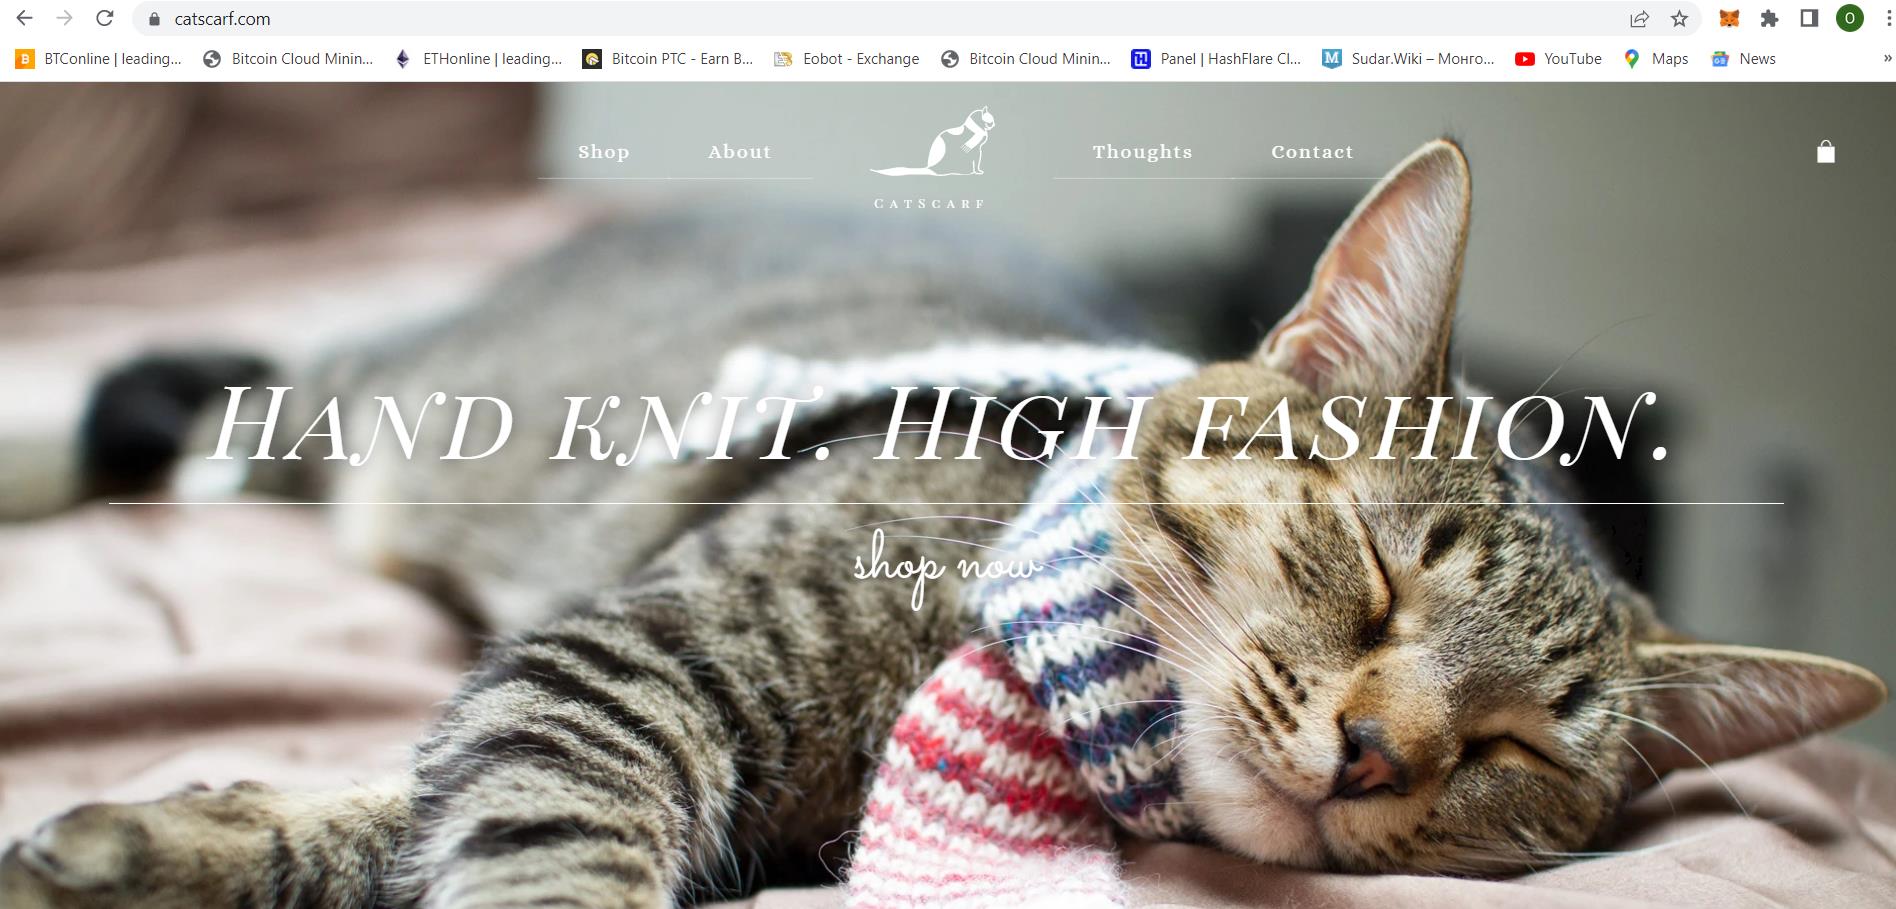 catscarf.com
O
BTConline | leading...
Bitcoin Cloud Minin...
ETHonline | leading...
Bitcoin PTC - Earn B...
Eobot - Exchange
Bitcoin Cloud Minin...
Panel | HashFlare Cl...
Sudar.Wiki – Монго...
YouTube
Maps
News
»
Shop
About
Thoughts
Contact
CATSCARF
HAND KNIT. HIGH FASHION.
shop now